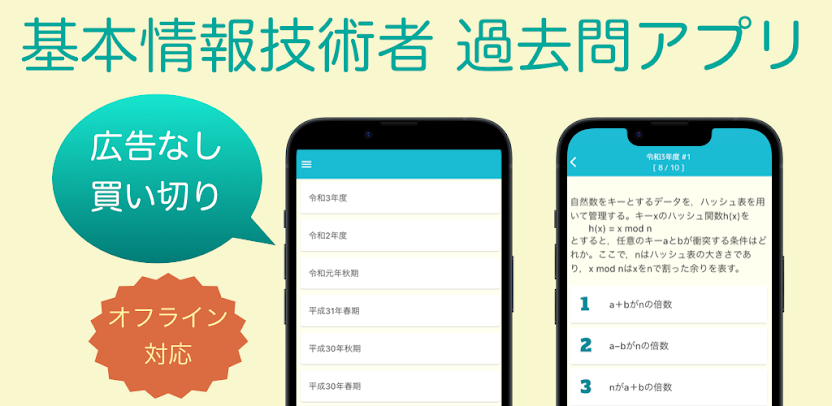 基本情報技術者 過去問アプリ
広告なし
買い切り
オフライン
対応
令和3年度
令和2年度
令和元年秋期
平成31年春期
平成30年秋期
平成30年春期
令和3年度 #1
[ 8 / 10 ]
自然数をキーとするデータを，ハッシュ表を用
いて管理する。キーxのハッシュ関数h(x)を
h(x) = x mod n
とすると，任意のキーaとbが衝突する条件はど
れか。ここで，nはハッシュ表の大きさであ
り，x mod nはxをnで割った余りを表す。
1 a＋bがnの倍数
2 a−bがnの倍数
3 nがa＋bの倍数